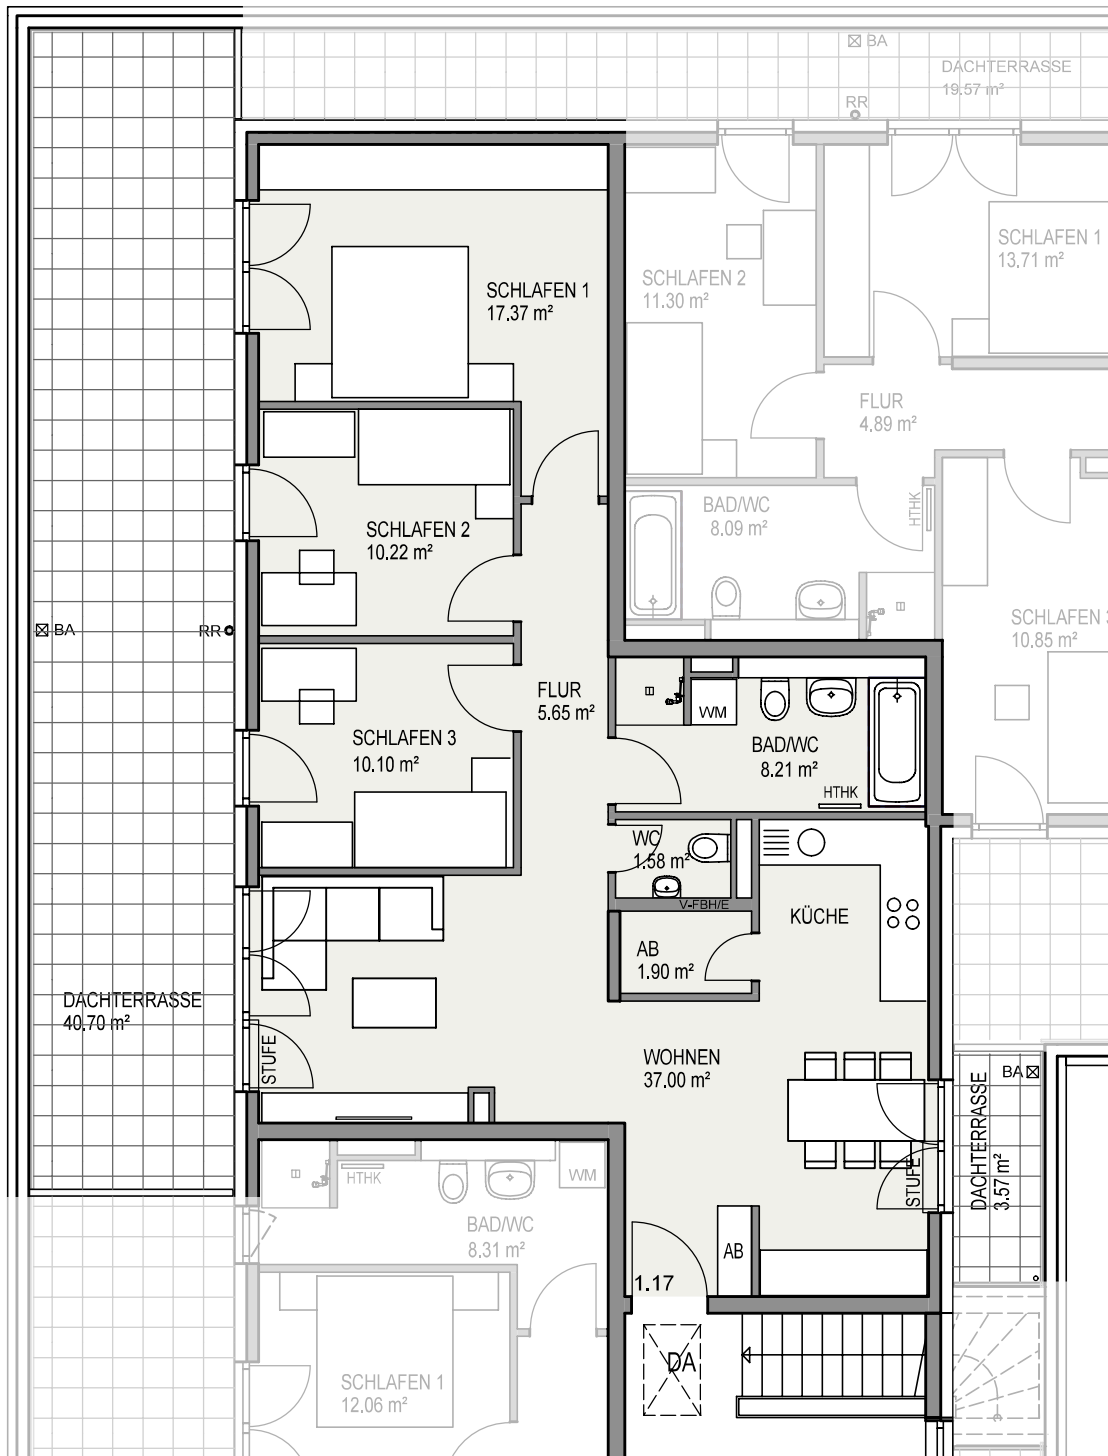 BA
DACHTERRASSE
19.57 m²
RR
SCHLAFEN 1
13.71 m²
SCHLAFEN 2
11.30 m²
SCHLAFEN 1
17.37 m²
FLUR
4.89 m²
BAD/WC
8.09 m²
HTHK
SCHLAFEN 2
10.22 m²
SCHLAFEN 3
10.85 m²
BA
RR
FLUR
5.65 m²
WM
SCHLAFEN 3
10.10 m²
BAD/WC
8.21 m²
HTHK
WC
1.58 m²
V-FBH/E
KÜCHE
AB
1.90 m²
DACHTERRASSE
40.70 m²
STUFE
WOHNEN
37.00 m²
BA
DACHTERRASSE
3.57 m²
STUFE
HTHK
WM
BAD/WC
8.31 m²
AB
1.17
DA
SCHLAFEN 1
12.06 m²